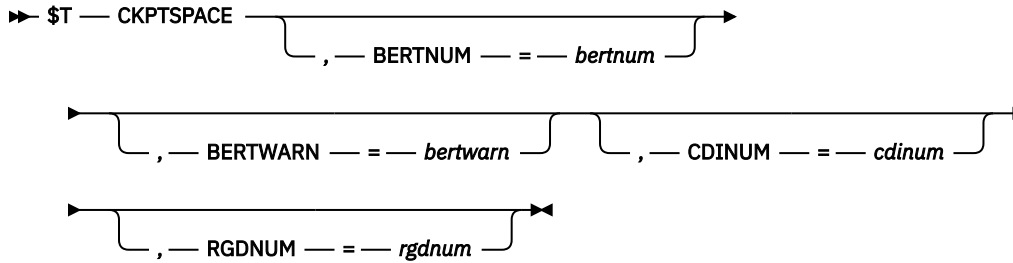 $T CKPTSPACE
, BERTNUM = bertnum
, BERTWARN = bertwarn , CDINUM = cdinum
, RGDNUM = rgdnum